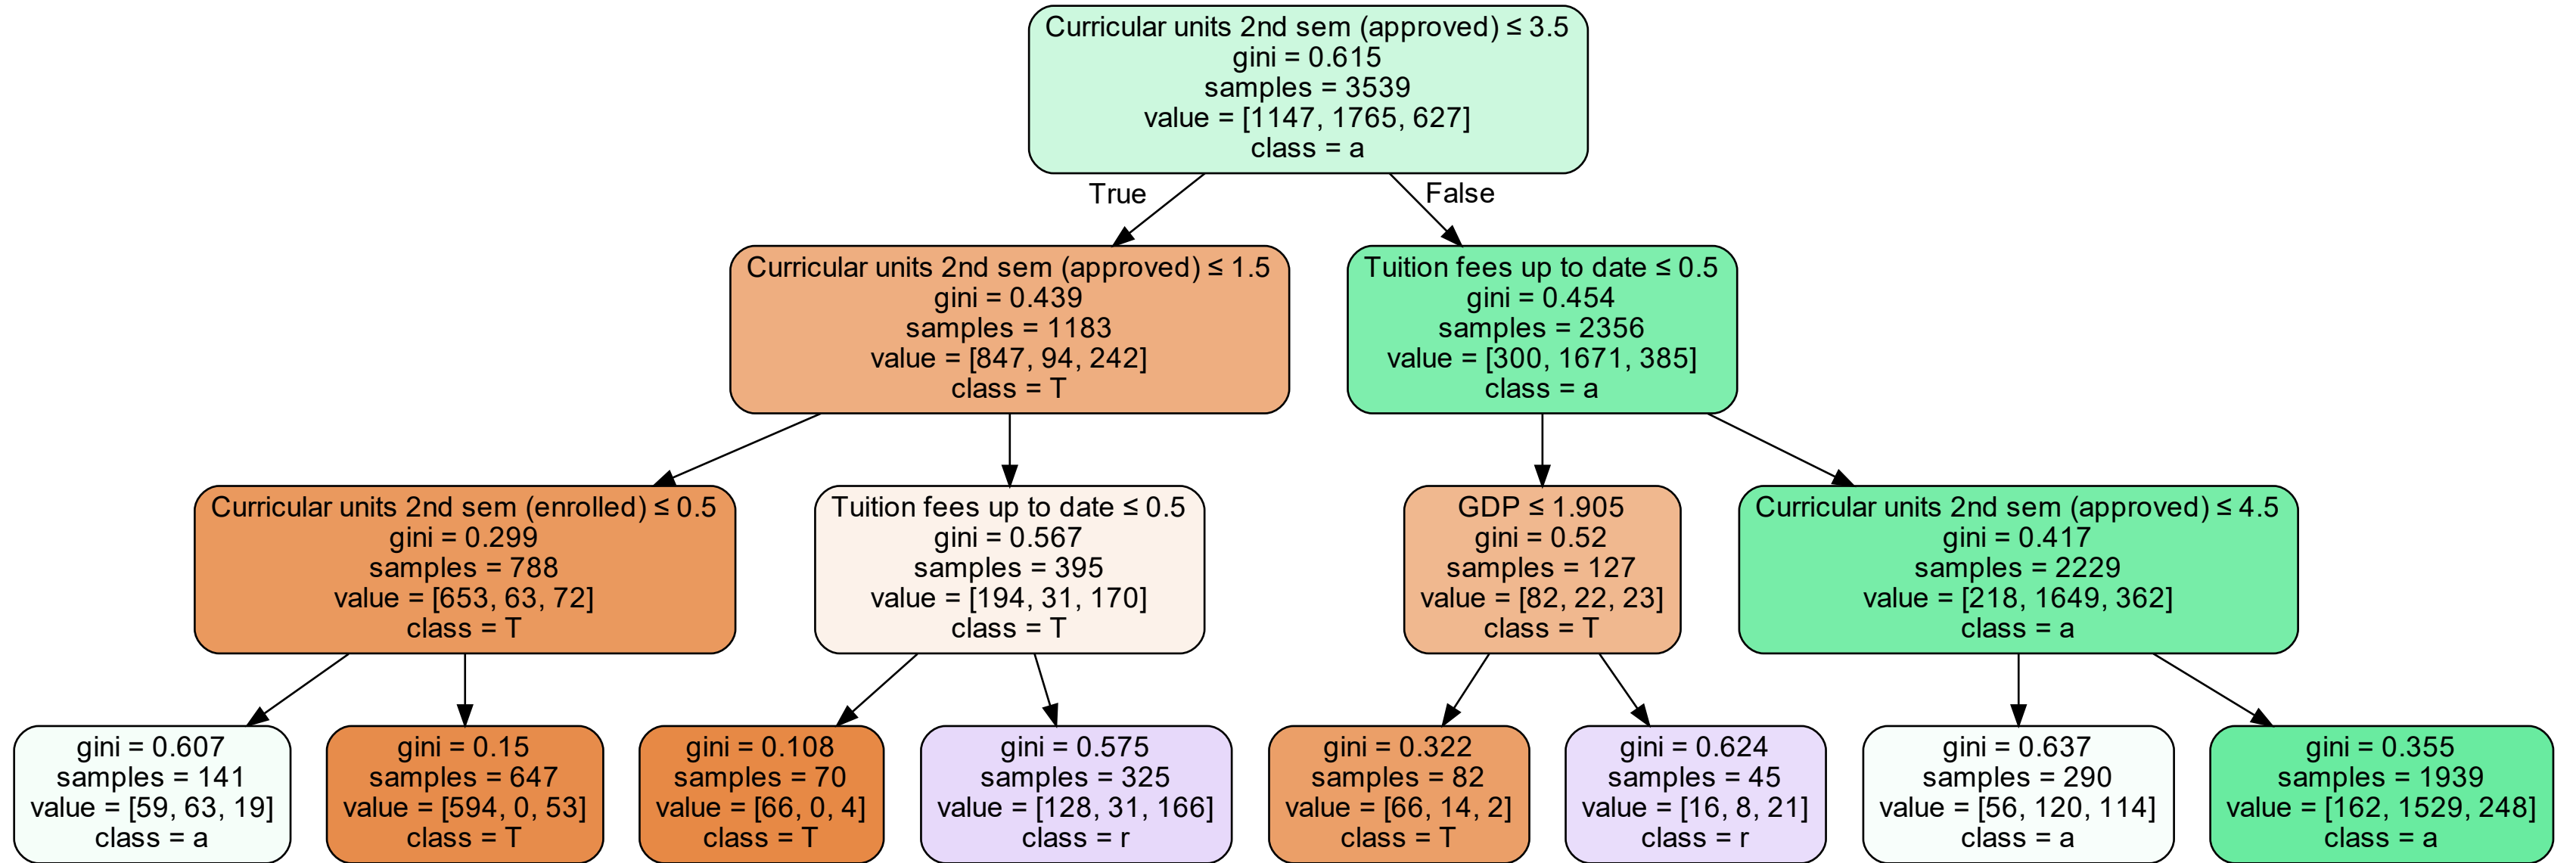 Curricular units 2nd sem (approved) ≤ 3.5
gini = 0.615
samples = 3539
value = [1147, 1765, 627]
class = a
True
False
Curricular units 2nd sem (approved) ≤ 1.5
gini = 0.439
samples = 1183
value = [847, 94, 242]
class = T
Tuition fees up to date ≤ 0.5
gini = 0.454
samples = 2356
value = [300, 1671, 385]
class = a
Curricular units 2nd sem (enrolled) ≤ 0.5
gini = 0.299
samples = 788
value = [653, 63, 72]
class = T
Tuition fees up to date ≤ 0.5
gini = 0.567
samples = 395
value = [194, 31, 170]
class = T
GDP ≤ 1.905
gini = 0.52
samples = 127
value = [82, 22, 23]
class = T
Curricular units 2nd sem (approved) ≤ 4.5
gini = 0.417
samples = 2229
value = [218, 1649, 362]
class = a
gini = 0.607
samples = 141
value = [59, 63, 19]
class = a
gini = 0.15
samples = 647
value = [594, 0, 53]
class = T
gini = 0.108
samples = 70
value = [66, 0, 4]
class = T
gini = 0.575
samples = 325
value = [128, 31, 166]
class = r
gini = 0.322
samples = 82
value = [66, 14, 2]
class = T
gini = 0.624
samples = 45
value = [16, 8, 21]
class = r
gini = 0.637
samples = 290
value = [56, 120, 114]
class = a
gini = 0.355
samples = 1939
value = [162, 1529, 248]
class = a